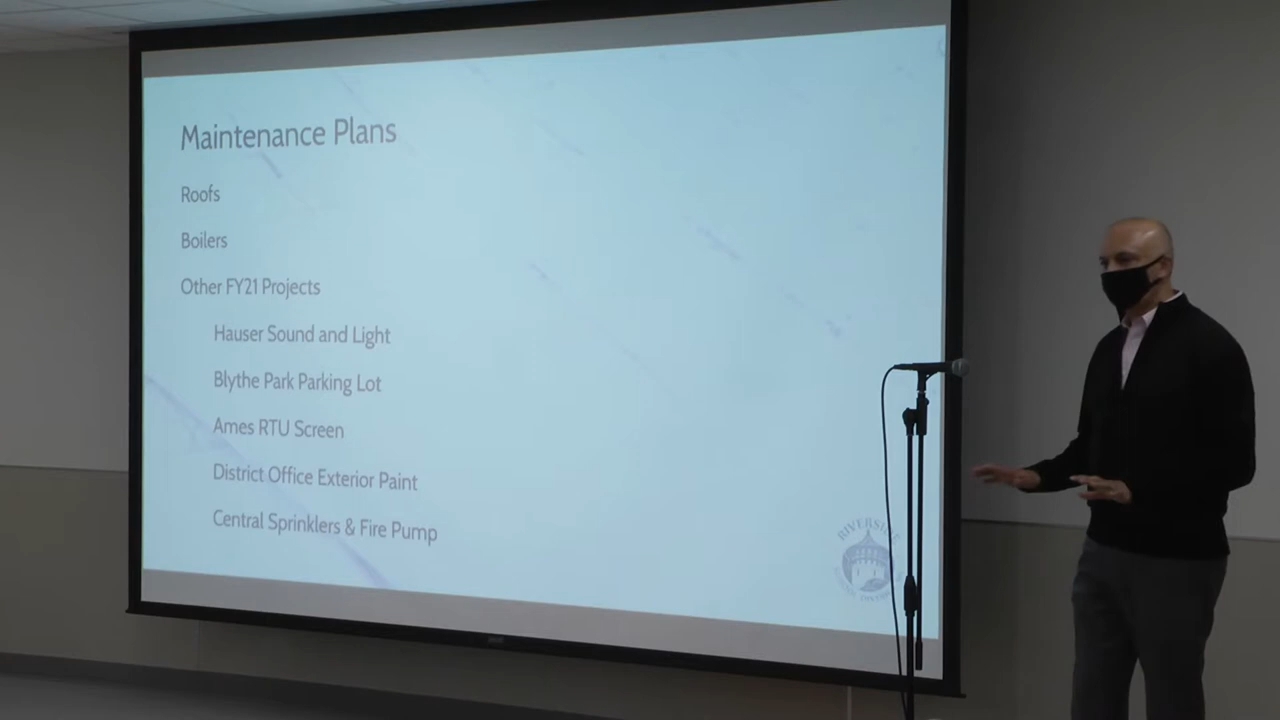 Maintenance Plans
Roofs
Boilers
Other FY21 Projects
Hauser Sound and Light
Blythe Park Parking Lot
Ames RTU Screen
District Office Exterior Paint
Central Sprinklers & Fire Pump
RIVERSIDE